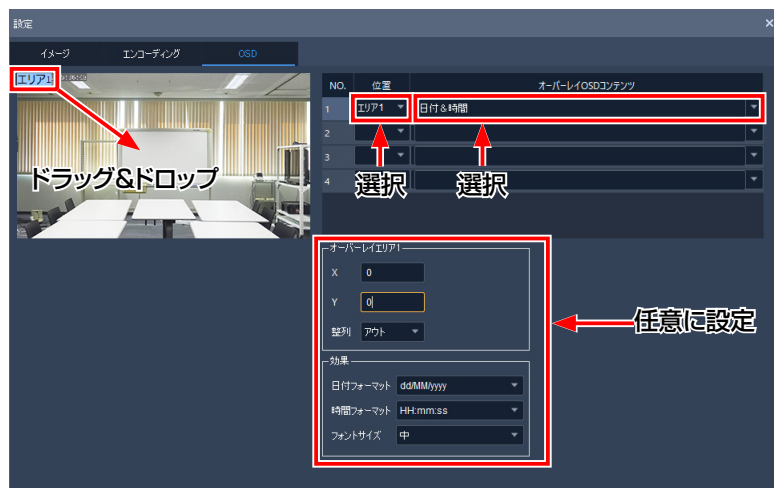 設定
×
イメージ エンコーディング OSD
エリア1
ドラッグ&ドロップ
NO. 位置 オーバーレイOSDコンテンツ
1 エリア1 日付＆時間
2
3
4
選択 選択
オーバーレイエリア1
X 0
Y 0
整列 アウト
任意に設定
効果
日付フォーマット dd/MM/yyyy
時間フォーマット HH:mm:ss
フォントサイズ 中